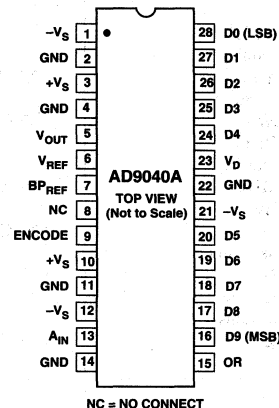 –VS 1 28 D0 (LSB)
GND 2 27 D1
+VS 3 26 D2
GND 4 25 D3
VOUT 5 24 D4
VREF 6 23 VD
BPREF 7 22 GND
NC 8 21 –VS
ENCODE 9 20 D5
+VS 10 19 D6
GND 11 18 D7
–VS 12 17 D8
AIN 13 16 D9 (MSB)
GND 14 15 OR
AD9040A
TOP VIEW
(Not to Scale)
NC = NO CONNECT